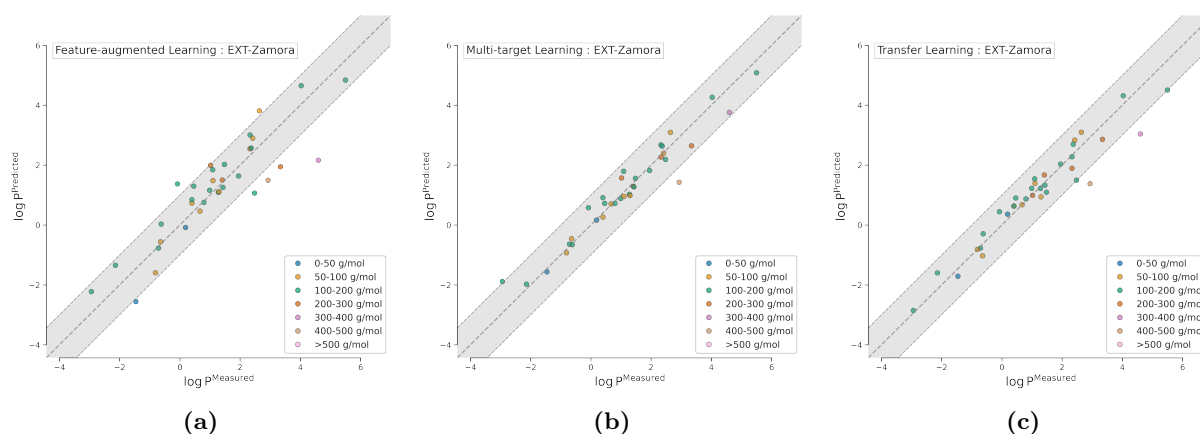 Feature-augmented Learning : EXT-Zamora
6
4
2
0
−2
−4
log P^Predicted
−4 −2 0 2 4 6
log P^Measured
0-50 g/mol
50-100 g/mol
100-200 g/mol
200-300 g/mol
300-400 g/mol
400-500 g/mol
>500 g/mol
(a)
Multi-target Learning : EXT-Zamora
6
4
2
0
−2
−4
log P^Predicted
−4 −2 0 2 4 6
log P^Measured
0-50 g/mol
50-100 g/mol
100-200 g/mol
200-300 g/mol
300-400 g/mol
400-500 g/mol
>500 g/mol
(b)
Transfer Learning : EXT-Zamora
6
4
2
0
−2
−4
log P^Predicted
−4 −2 0 2 4 6
log P^Measured
0-50 g/mol
50-100 g/mol
100-200 g/mol
200-300 g/mol
300-400 g/mol
400-500 g/mol
>500 g/mol
(c)